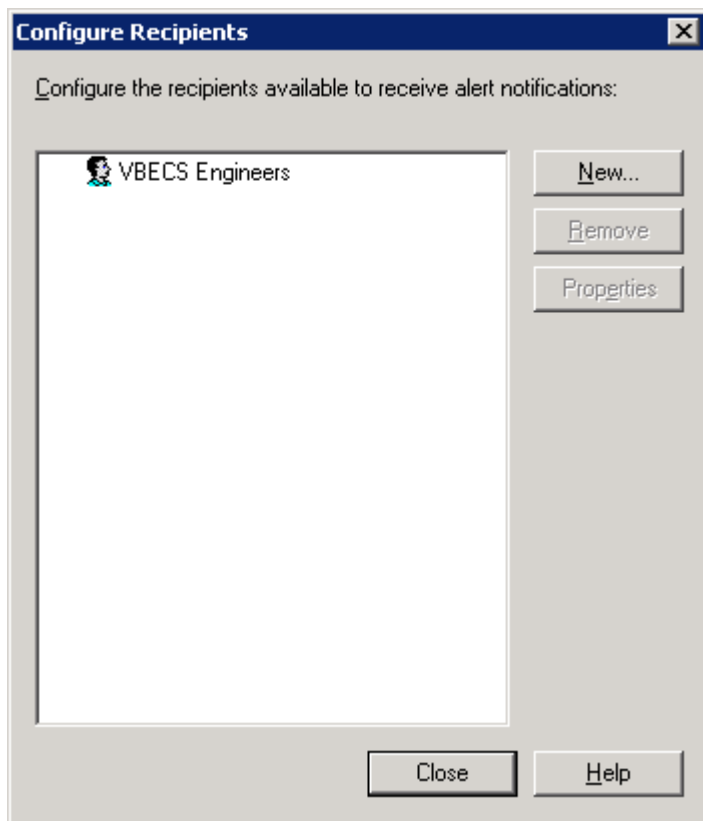 Configure Recipients
Configure the recipients available to receive alert notifications:
VBECS Engineers
New...
Remove
Properties
Close
Help